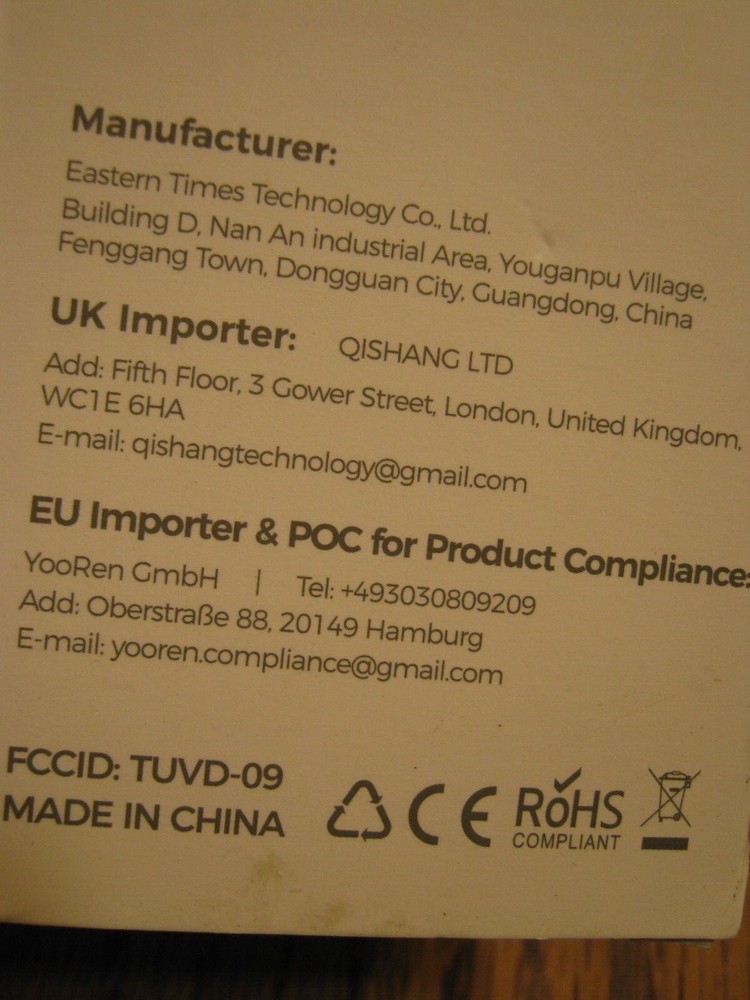 Manufacturer:
Eastern Times Technology Co., Ltd.
Building D, Nan An industrial Area, Youganpu Village,
Fenggang Town, Dongguan City, Guangdong, China
UK Importer: QISHANG LTD
Add: Fifth Floor, 3 Gower Street, London, United Kingdom,
WC1E 6HA
E-mail: qishangtechnology@gmail.com
EU Importer & POC for Product Compliance:
YooRen GmbH | Tel: +493030809209
Add: Oberstraße 88, 20149 Hamburg
E-mail: yooren.compliance@gmail.com
FCCID: TUVD-09
MADE IN CHINA
CE
RoHS
COMPLIANT